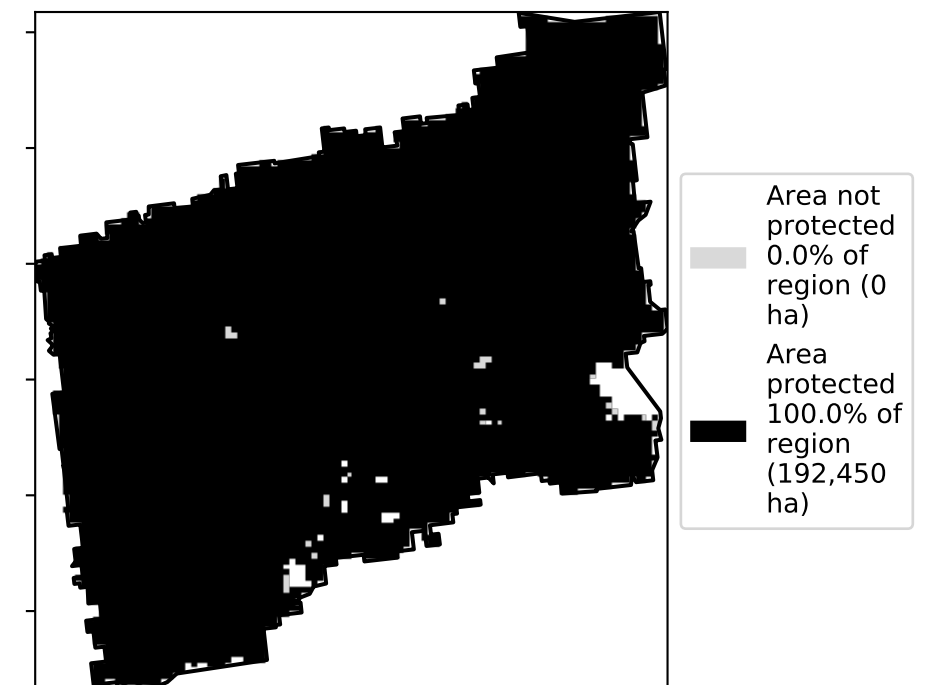 Area not
protected
0.0% of
region (0
ha)
Area
protected
100.0% of
region
(192,450
ha)